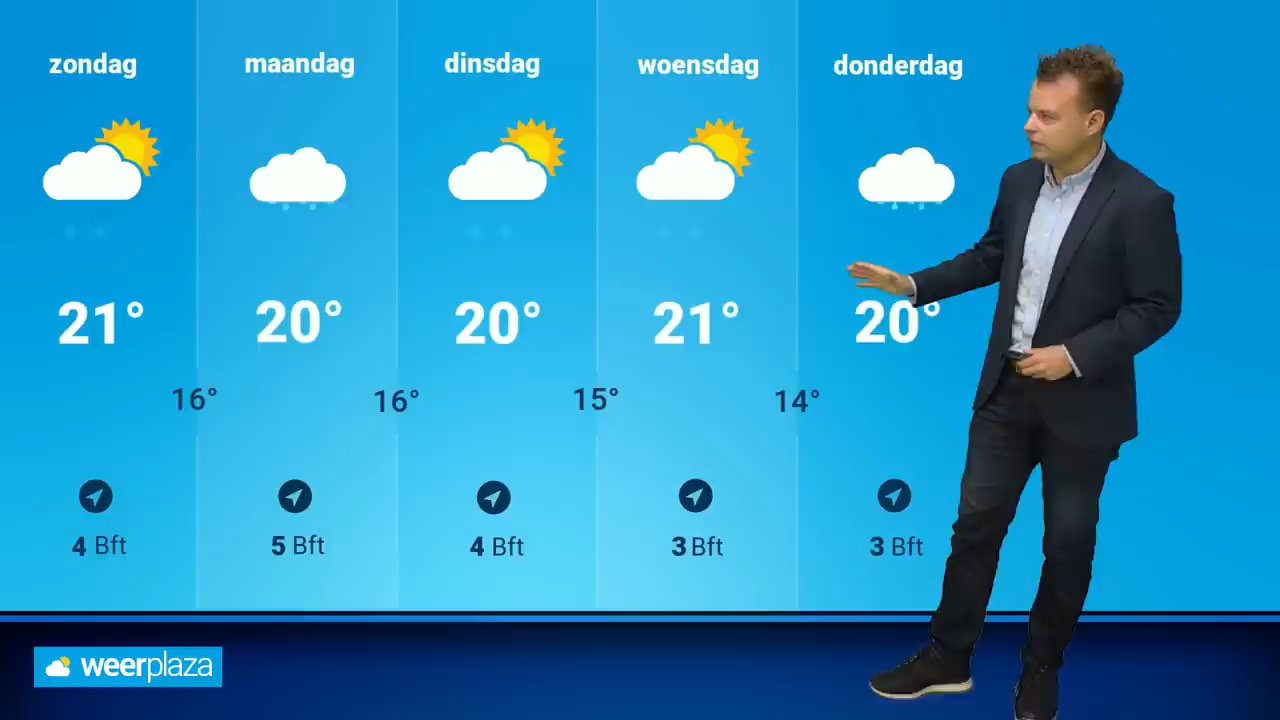 zondag maandag dinsdag woensdag donderdag
21° 20° 20° 21° 20°
16° 16° 15° 14°
4 Bft 5 Bft 4 Bft 3 Bft 3 Bft
weerplaza